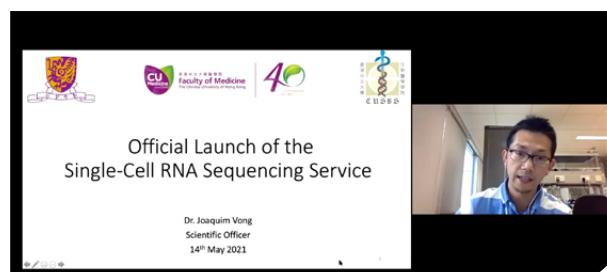 CU
Medicine
Faculty of Medicine
The Chinese University of Hong Kong
40
CUSBS
Official Launch of the
Single-Cell RNA Sequencing Service
Dr. Joaquim Vong
Scientific Officer
14th May 2021